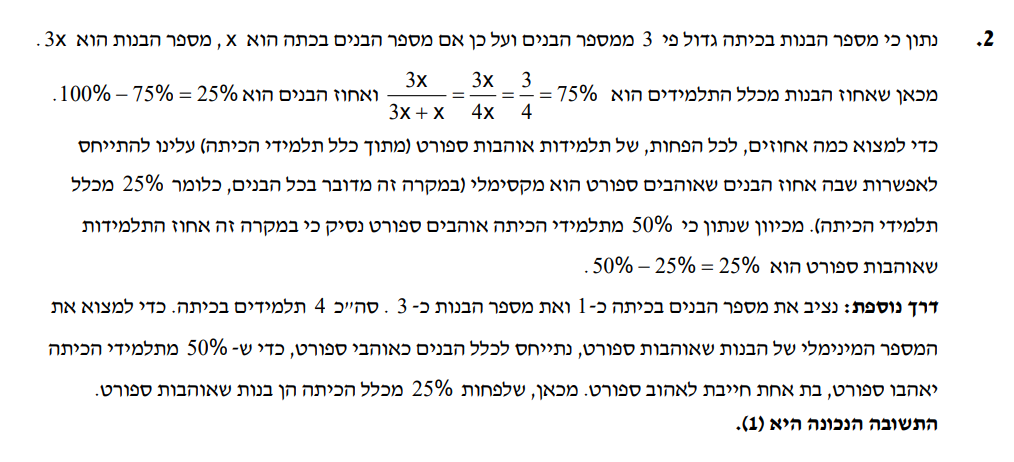 2. נתון כי מספר הבנות בכיתה גדול פי 3 ממספר הבנים ועל כן אם מספר הבנים בכתה הוא x , מספר הבנות הוא 3x .
מכאן שאחוז הבנות מכלל התלמידים הוא 3x/(3x + x) = 3x/4x = 3/4 = 75% ואחוז הבנים הוא 100% – 75% = 25% .
כדי למצוא כמה אחוזים, לכל הפחות, של תלמידות אוהבות ספורט (מתוך כלל תלמידי הכיתה) עלינו להתייחס
לאפשרות שבה אחוז הבנים שאוהבים ספורט הוא מקסימלי (במקרה זה מדובר בכל הבנים, כלומר 25% מכלל
תלמידי הכיתה). מכיוון שנתון כי 50% מתלמידי הכיתה אוהבים ספורט נסיק כי במקרה זה אחוז התלמידות
שאוהבות ספורט הוא 50% – 25% = 25% .
דרך נוספת: נציב את מספר הבנים בכיתה כ-1 ואת מספר הבנות כ- 3 . סה״כ 4 תלמידים בכיתה. כדי למצוא את
המספר המינימלי של הבנות שאוהבות ספורט, נתייחס לכלל הבנים כאוהבי ספורט, כדי ש- 50% מתלמידי הכיתה
יאהבו ספורט, בת אחת חייבת לאהוב ספורט. מכאן, שלפחות 25% מכלל הכיתה הן בנות שאוהבות ספורט.
התשובה הנכונה היא (1).